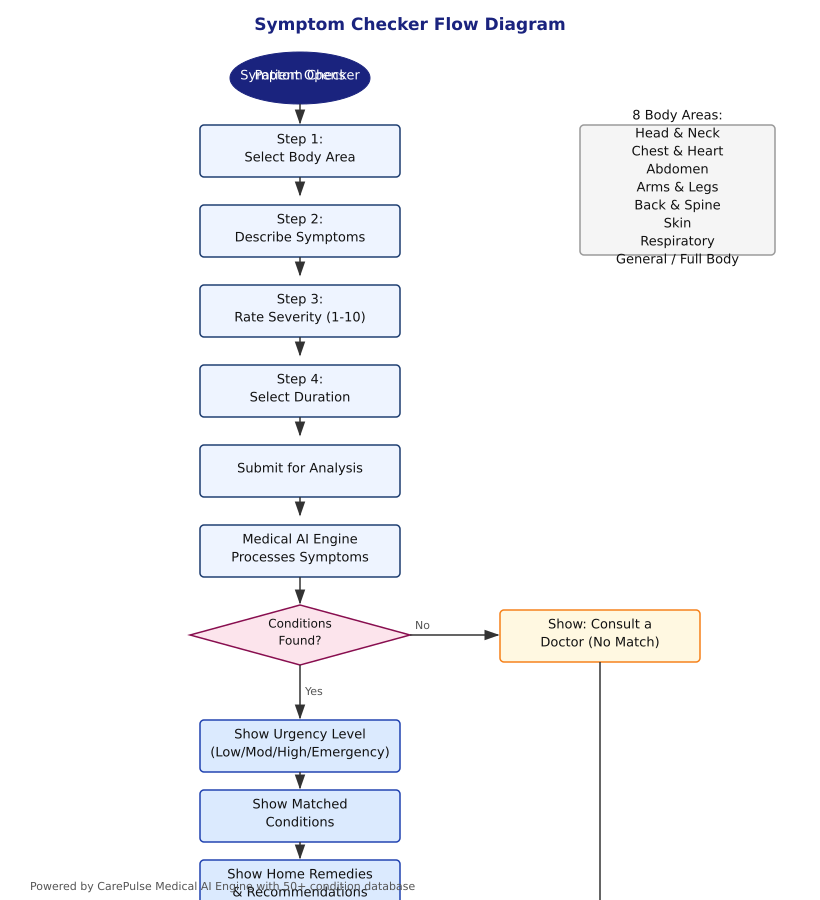 Symptom Checker Flow Diagram
Patient Opens
Symptom Checker
Step 1:
Select Body Area
Step 2:
Describe Symptoms
Step 3:
Rate Severity (1-10)
Step 4:
Select Duration
Submit for Analysis
Medical AI Engine
Processes Symptoms
Conditions
Found?
No
Show: Consult a
Doctor (No Match)
Yes
Show Urgency Level
(Low/Mod/High/Emergency)
Show Matched
Conditions
Show Home Remedies
& Recommendations
8 Body Areas:
Head & Neck
Chest & Heart
Abdomen
Arms & Legs
Back & Spine
Skin
Respiratory
General / Full Body
Powered by CarePulse Medical AI Engine with 50+ condition database